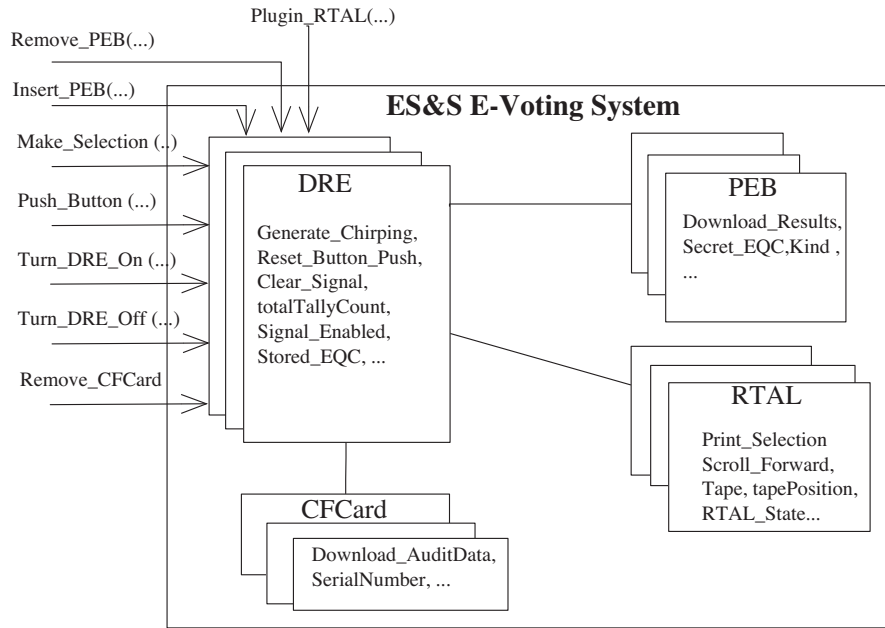 Plugin_RTAL(...)
Remove_PEB(...)
Insert_PEB(...)
ES&S E-Voting System
Make_Selection (..)
Push_Button (...)
Turn_DRE_On (...)
Turn_DRE_Off (...)
Remove_CFCard
DRE
Generate_Chirping,
Reset_Button_Push,
Clear_Signal,
totalTallyCount,
Signal_Enabled,
Stored_EQC, ...
PEB
Download_Results,
Secret_EQC,Kind ,
...
RTAL
Print_Selection
Scroll_Forward,
Tape, tapePosition,
RTAL_State...
CFCard
Download_AuditData,
SerialNumber, ...